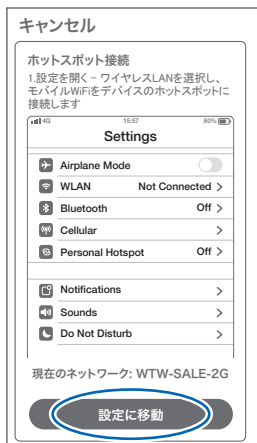 キャンセル
ホットスポット接続
1.設定を開く – ワイヤレスLANを選択し、
モバイルWiFiをデバイスのホットスポットに
接続します
4G 15:57 80%
Settings
Airplane Mode
WLAN Not Connected >
Bluetooth Off >
Cellular >
Personal Hotspot Off >
Notifications >
Sounds >
Do Not Disturb >
現在のネットワーク: WTW-SALE-2G
設定に移動